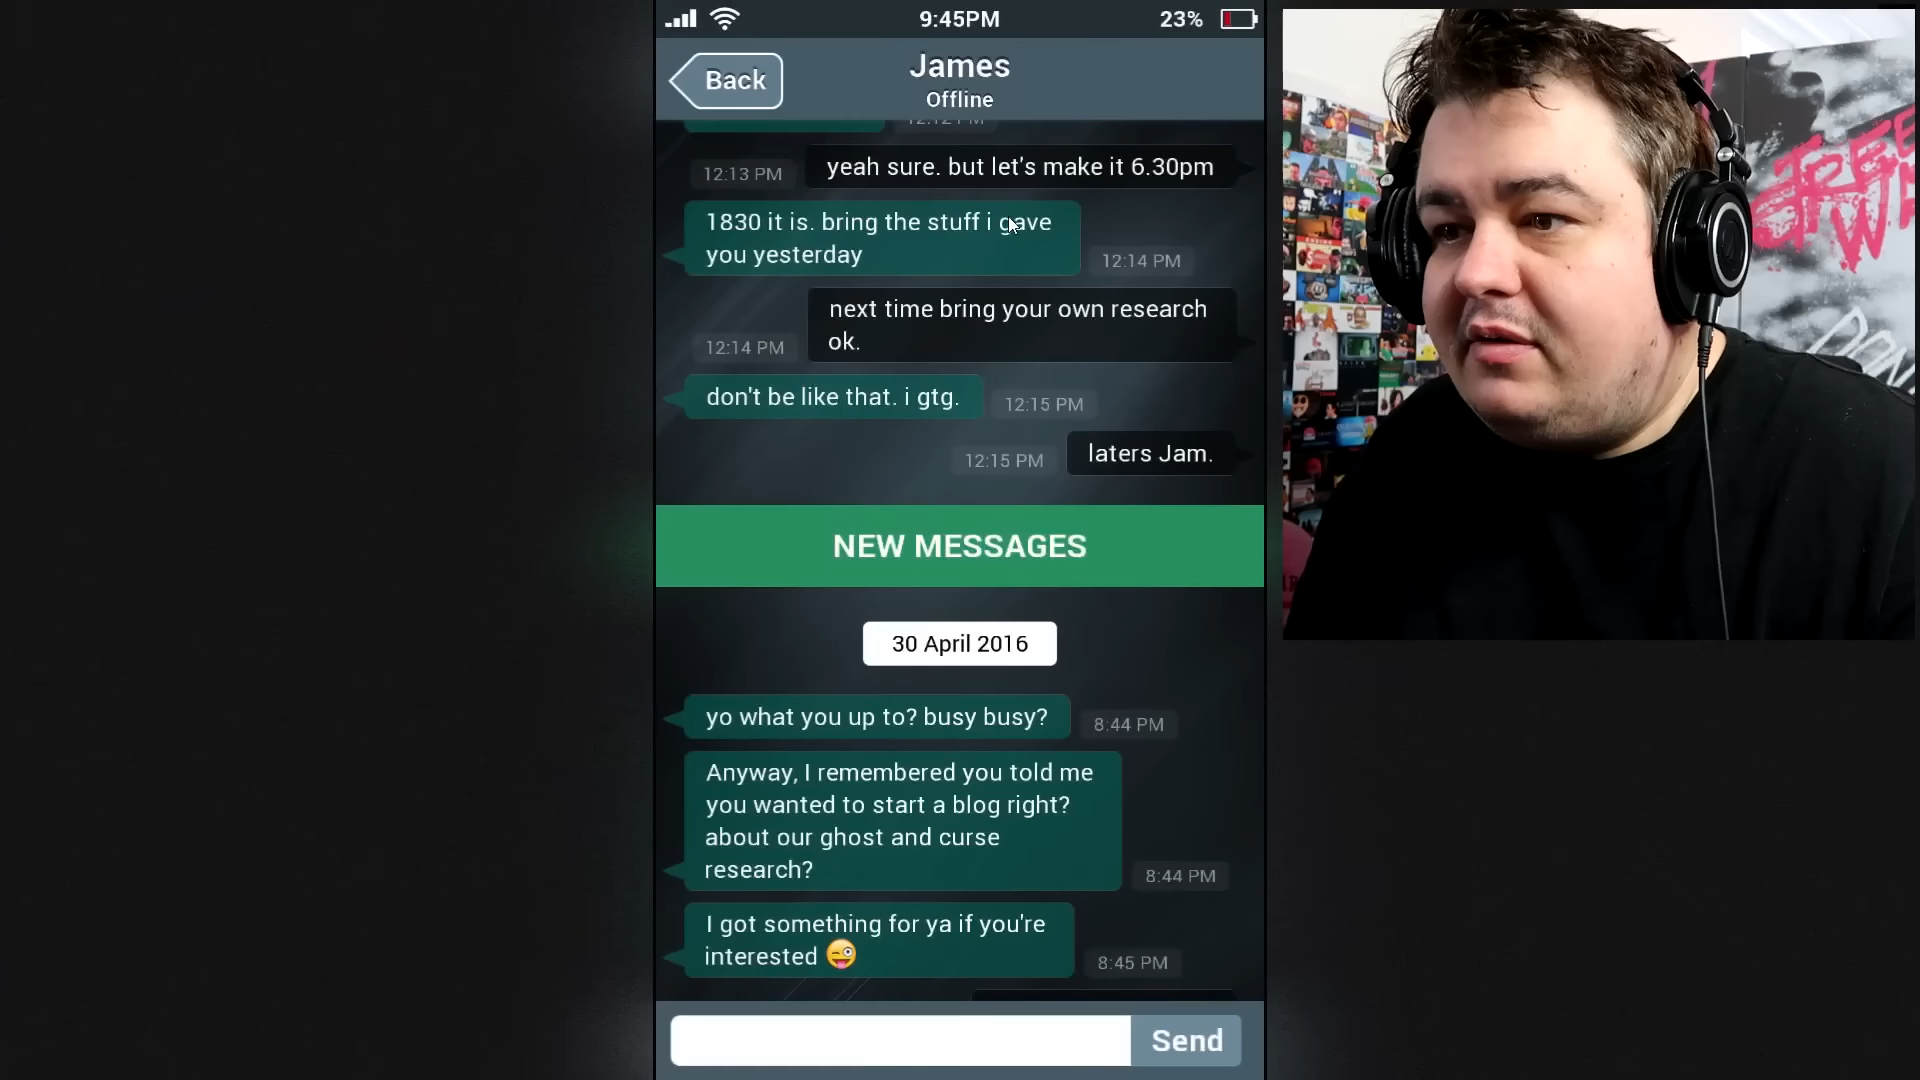 9:45PM
23%
Back
James
Offline
12:12 PM
yeah sure. but let's make it 6.30pm
12:13 PM
1830 it is. bring the stuff i gave
you yesterday
12:14 PM
next time bring your own research
ok.
12:14 PM
don't be like that. i gtg.
12:15 PM
laters Jam.
12:15 PM
NEW MESSAGES
30 April 2016
yo what you up to? busy busy?
8:44 PM
Anyway, I remembered you told me
you wanted to start a blog right?
about our ghost and curse
research?
8:44 PM
I got something for ya if you're
interested 😜
8:45 PM
Send